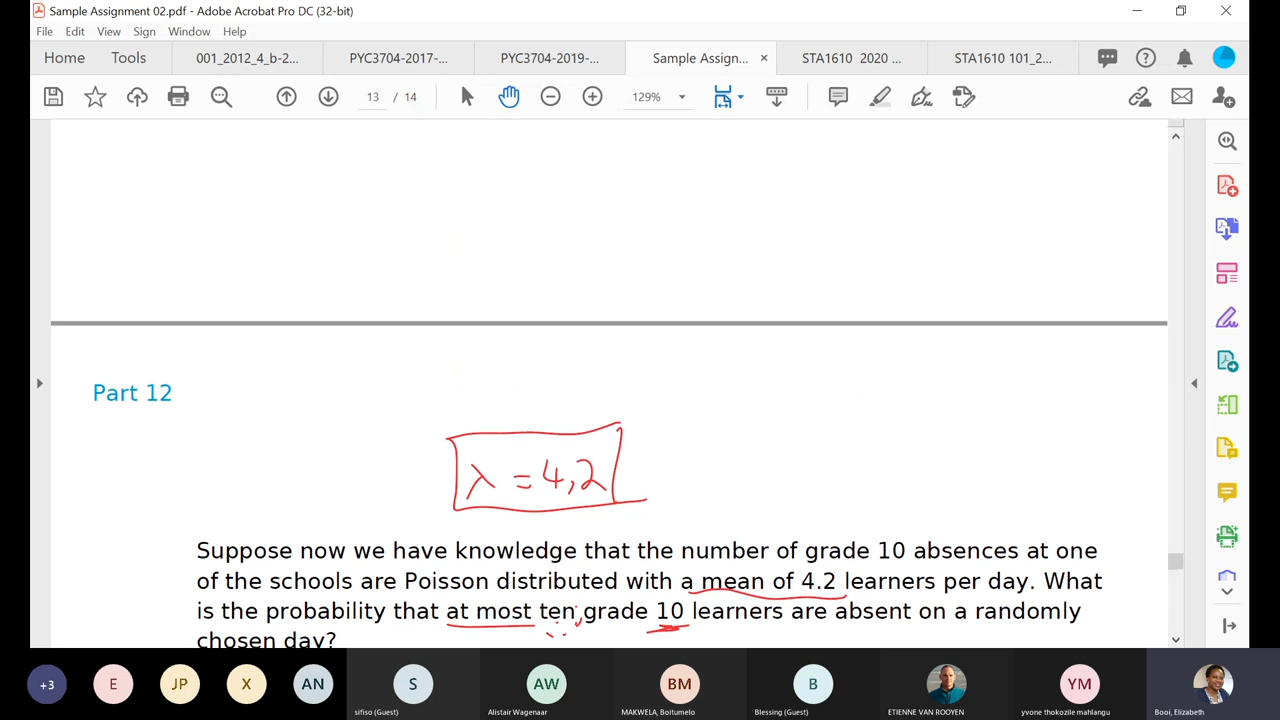 Sample Assignment 02.pdf - Adobe Acrobat Pro DC (32-bit)
File Edit View Sign Window Help
Home Tools 001_2012_4_b-2... PYC3704-2017-... PYC3704-2019-... Sample Assign... × STA1610 2020 ... STA1610 101_2...
13 / 14 129%
Part 12
λ = 4,2
Suppose now we have knowledge that the number of grade 10 absences at one
of the schools are Poisson distributed with a mean of 4.2 learners per day. What
is the probability that at most ten grade 10 learners are absent on a randomly
chosen day?
+3 E JP X AN S AW BM B YM
sifiso (Guest) Alistair Wagenaar MAKWELA, Boitumelo Blessing (Guest) ETIENNE VAN ROOYEN yvone thokozile mahlangu Booi, Elizabeth